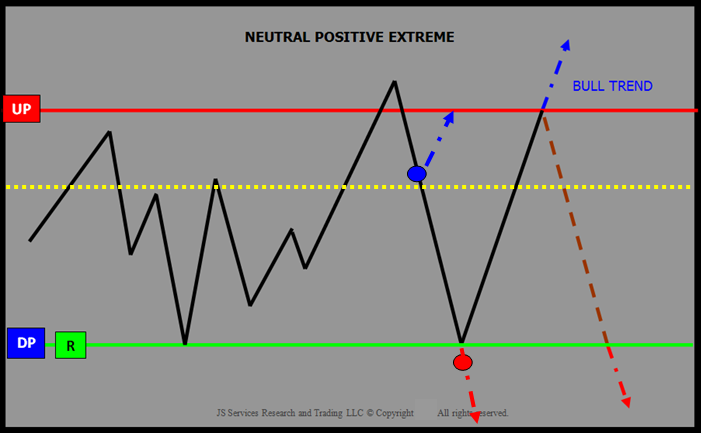 NEUTRAL POSITIVE EXTREME
BULL TREND
UP
DP
R
JS Services Research and Trading LLC © Copyright All rights reserved.